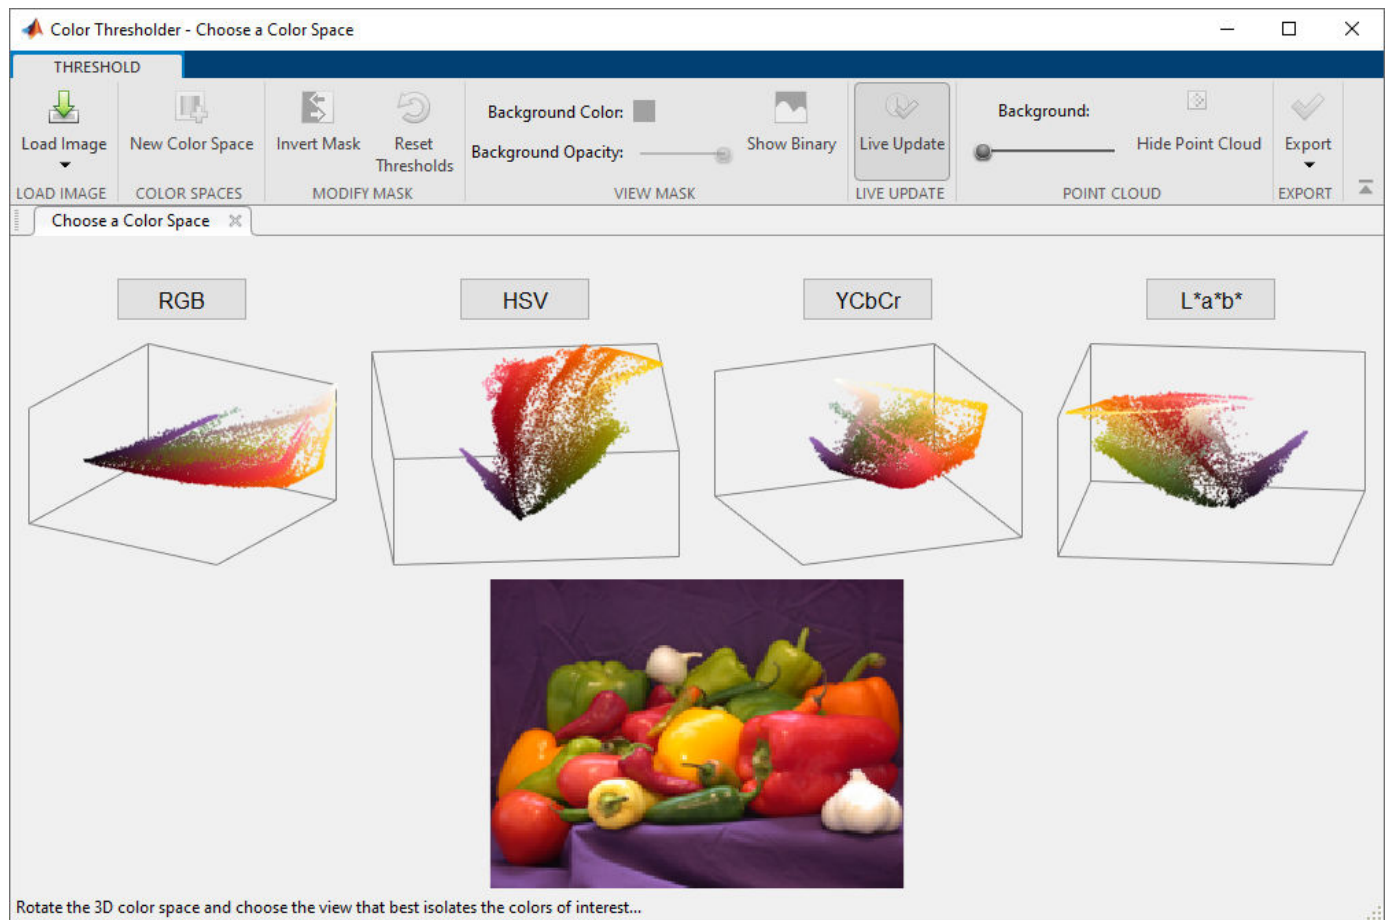 Color Thresholder - Choose a Color Space
THRESHOLD
Load Image
New Color Space
Invert Mask
Reset
Thresholds
Background Color:
Background Opacity:
Show Binary
Live Update
Background:
Hide Point Cloud
Export
LOAD IMAGE
COLOR SPACES
MODIFY MASK
VIEW MASK
LIVE UPDATE
POINT CLOUD
EXPORT
Choose a Color Space
RGB
HSV
YCbCr
L*a*b*
Rotate the 3D color space and choose the view that best isolates the colors of interest...